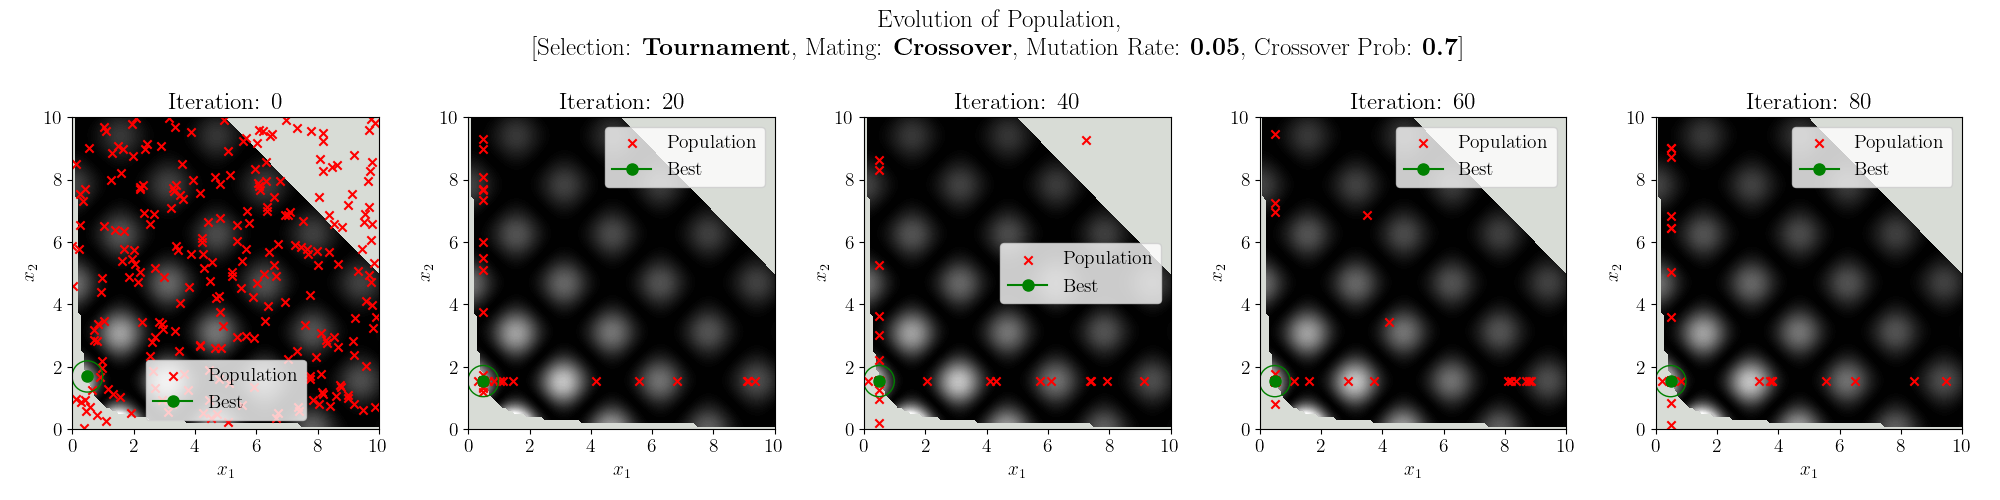 Evolution of Population,
[Selection: Tournament, Mating: Crossover, Mutation Rate: 0.05, Crossover Prob: 0.7]
Iteration: 0
10
8
6
4
2
0
x2
Population
Best
0 2 4 6 8 10
x1
Iteration: 20
10
8
6
4
2
0
x2
Population
Best
0 2 4 6 8 10
x1
Iteration: 40
10
8
6
4
2
0
x2
Population
Best
0 2 4 6 8 10
x1
Iteration: 60
10
8
6
4
2
0
x2
Population
Best
0 2 4 6 8 10
x1
Iteration: 80
10
8
6
4
2
0
x2
Population
Best
0 2 4 6 8 10
x1